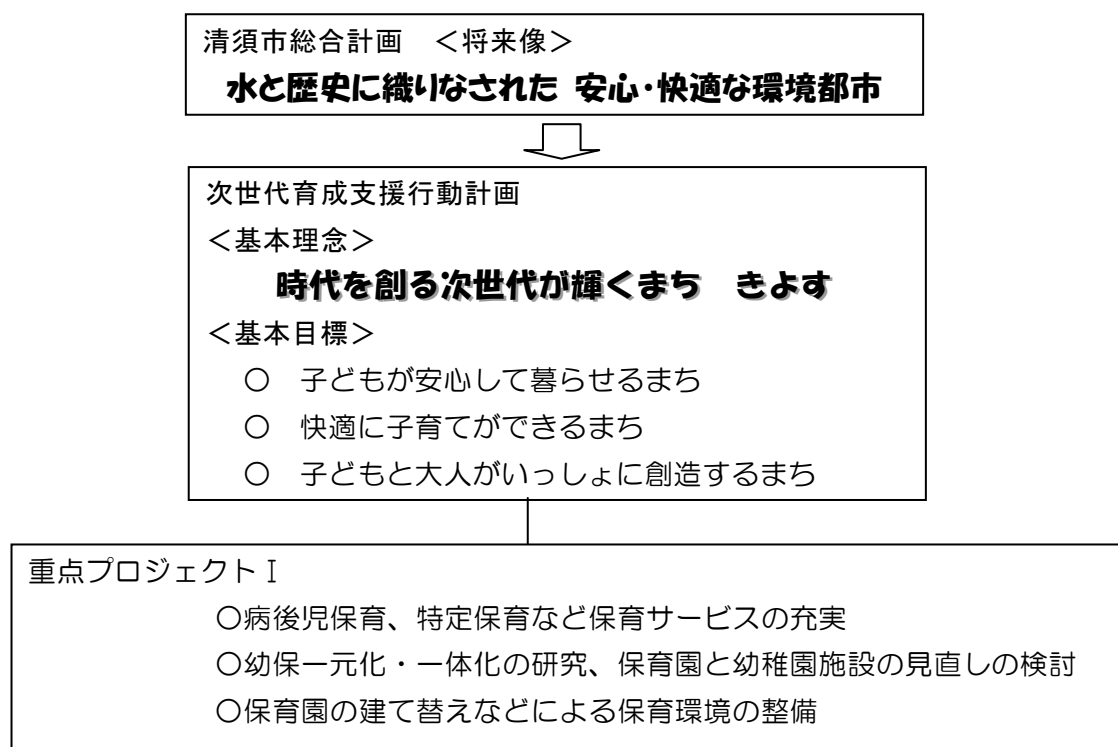 清須市総合計画　＜将来像＞
水と歴史に織りなされた 安心・快適な環境都市
次世代育成支援行動計画
＜基本理念＞
時代を創る次世代が輝くまち　きよす
＜基本目標＞
○　子どもが安心して暮らせるまち
○　快適に子育てができるまち
○　子どもと大人がいっしょに創造するまち
重点プロジェクトⅠ
○病後児保育、特定保育など保育サービスの充実
○幼保一元化・一体化の研究、保育園と幼稚園施設の見直しの検討
○保育園の建て替えなどによる保育環境の整備